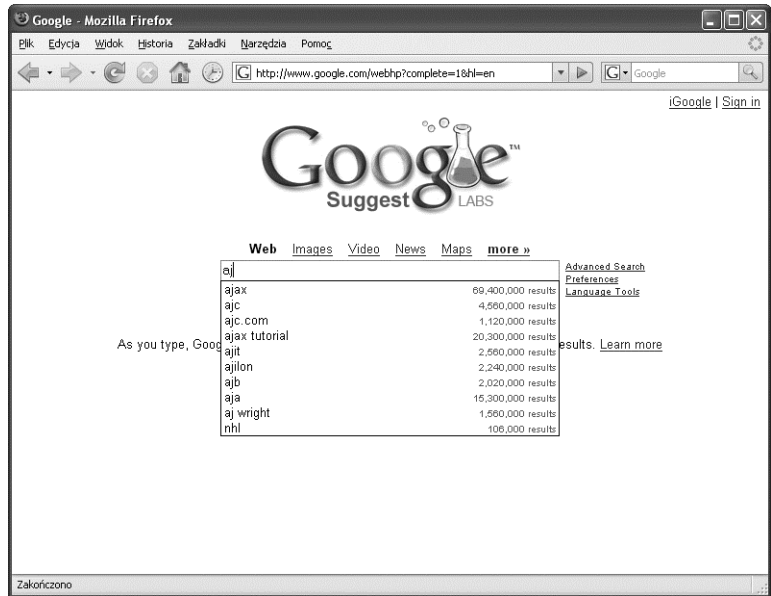 Google - Mozilla Firefox
Plik Edycja Widok Historia Zakładki Narzędzia Pomoc
G http://www.google.com/webhp?complete=1&hl=en G Google
iGoogle | Sign in
Google™
Suggest LABS
Web Images Video News Maps more »
aj Advanced Search
Preferences
Language Tools
ajax 69,400,000 results
ajc 4,560,000 results
ajc.com 1,120,000 results
ajax tutorial 20,300,000 results
ajit 2,560,000 results
ajilon 2,240,000 results
ajb 2,020,000 results
aja 15,300,000 results
aj wright 1,560,000 results
nhl 106,000 results
As you type, Goog esults. Learn more
Zakończono